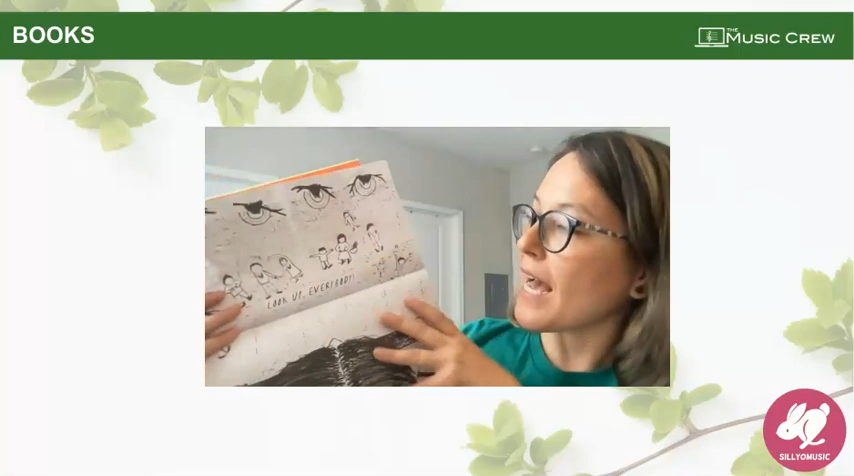 BOOKS
THE
MUSIC CREW
LOOK UP, EVERYBODY!
SILLYOMUSIC